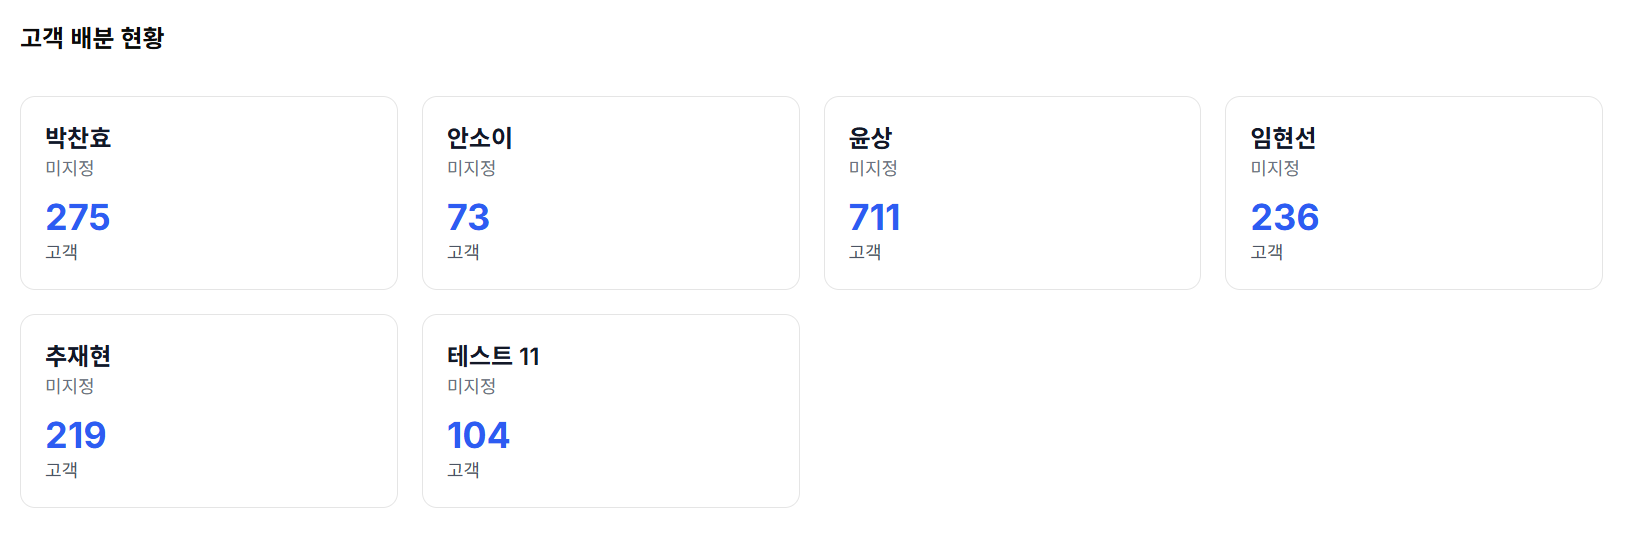 고객 배분 현황
박찬효
미지정
275
고객
안소이
미지정
73
고객
윤상
미지정
711
고객
임현선
미지정
236
고객
추재현
미지정
219
고객
테스트 11
미지정
104
고객